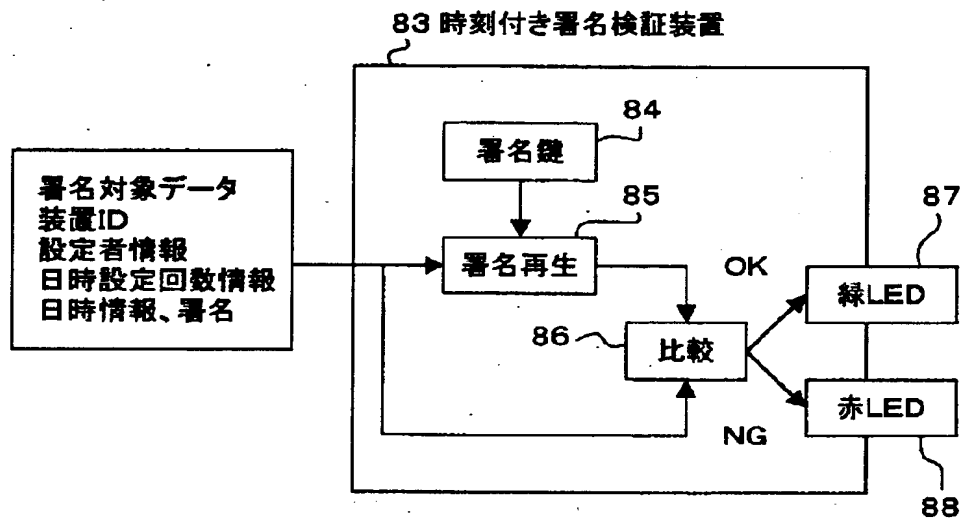 83 時刻付き署名検証装置
84
署名鍵
署名対象データ
装置ID
設定者情報
日時設定回数情報
日時情報、署名
85
署名再生
87
OK
緑LED
86
比較
赤LED
NG
88